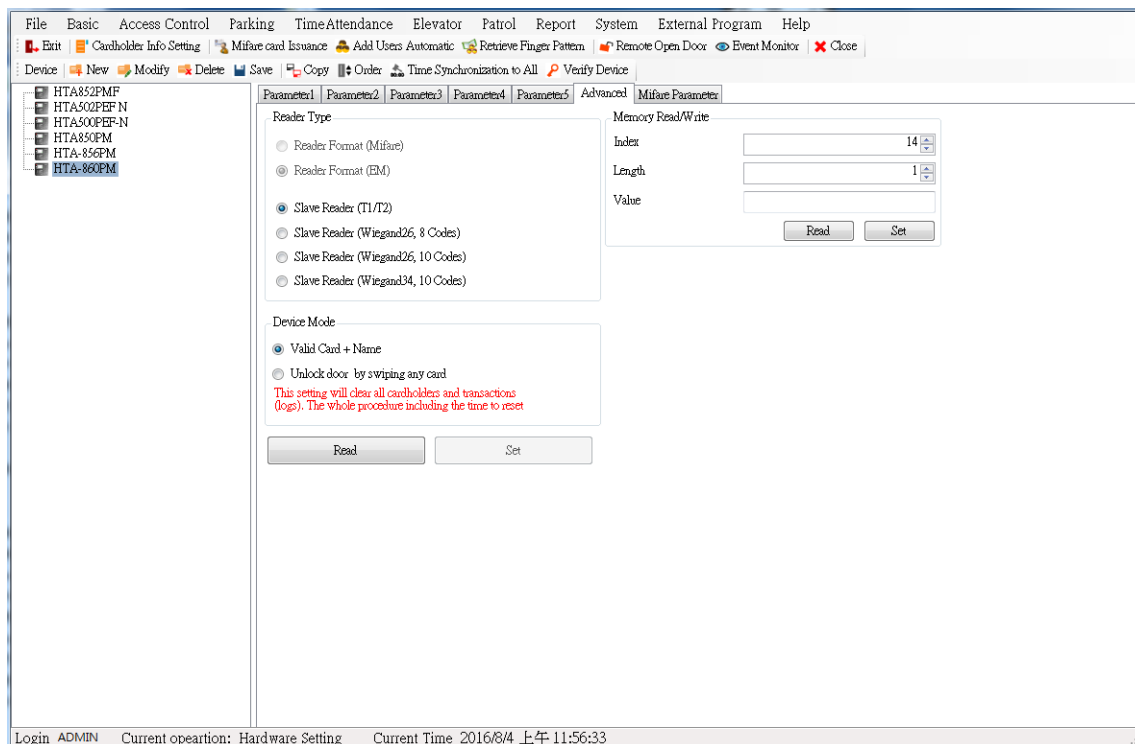 File Basic Access Control Parking TimeAttendance Elevator Patrol Report System External Program Help
Exit Cardholder Info Setting Mifare card Issuance Add Users Automatic Retrieve Finger Pattern Remote Open Door Event Monitor Close
Device New Modify Delete Save Copy Order Time Synchronization to All Verify Device
HTA852PMF
HTA502PEF N
HTA500PEF-N
HTA850PM
HTA-856PM
HTA-860PM
Parameter1 Parameter2 Parameter3 Parameter4 Parameter5 Advanced Mifare Parameter
Reader Type
Reader Format (Mifare)
Reader Format (EM)
Slave Reader (T1/T2)
Slave Reader (Wiegand26, 8 Codes)
Slave Reader (Wiegand26, 10 Codes)
Slave Reader (Wiegand34, 10 Codes)
Memory Read/Write
Index 14
Length 1
Value
Read Set
Device Mode
Valid Card + Name
Unlock door by swiping any card
This setting will clear all cardholders and transactions
(logs). The whole procedure including the time to reset
Read Set
Login ADMIN Current opeartion: Hardware Setting Current Time 2016/8/4 上午 11:56:33